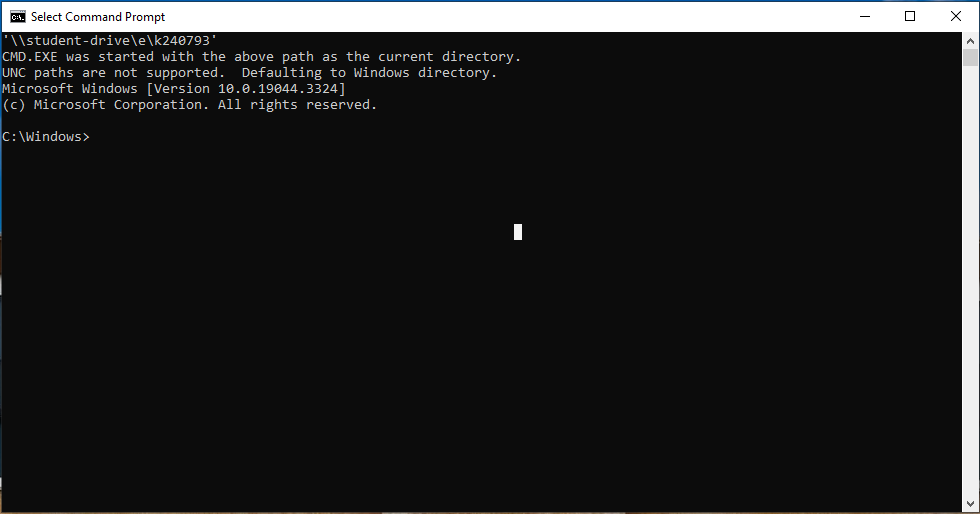 Select Command Prompt
'\\student-drive\e\k240793'
CMD.EXE was started with the above path as the current directory.
UNC paths are not supported.  Defaulting to Windows directory.
Microsoft Windows [Version 10.0.19044.3324]
(c) Microsoft Corporation. All rights reserved.
C:\Windows>